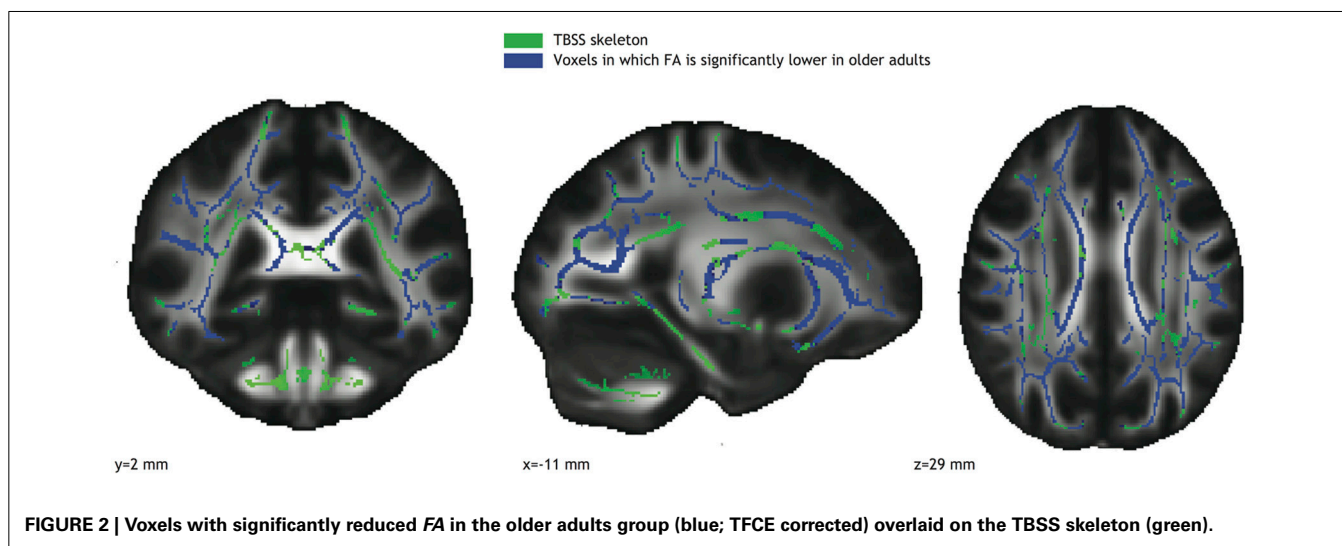 TBSS skeleton
Voxels in which FA is significantly lower in older adults
y=2 mm
x=-11 mm
z=29 mm
FIGURE 2 | Voxels with significantly reduced FA in the older adults group (blue; TFCE corrected) overlaid on the TBSS skeleton (green).